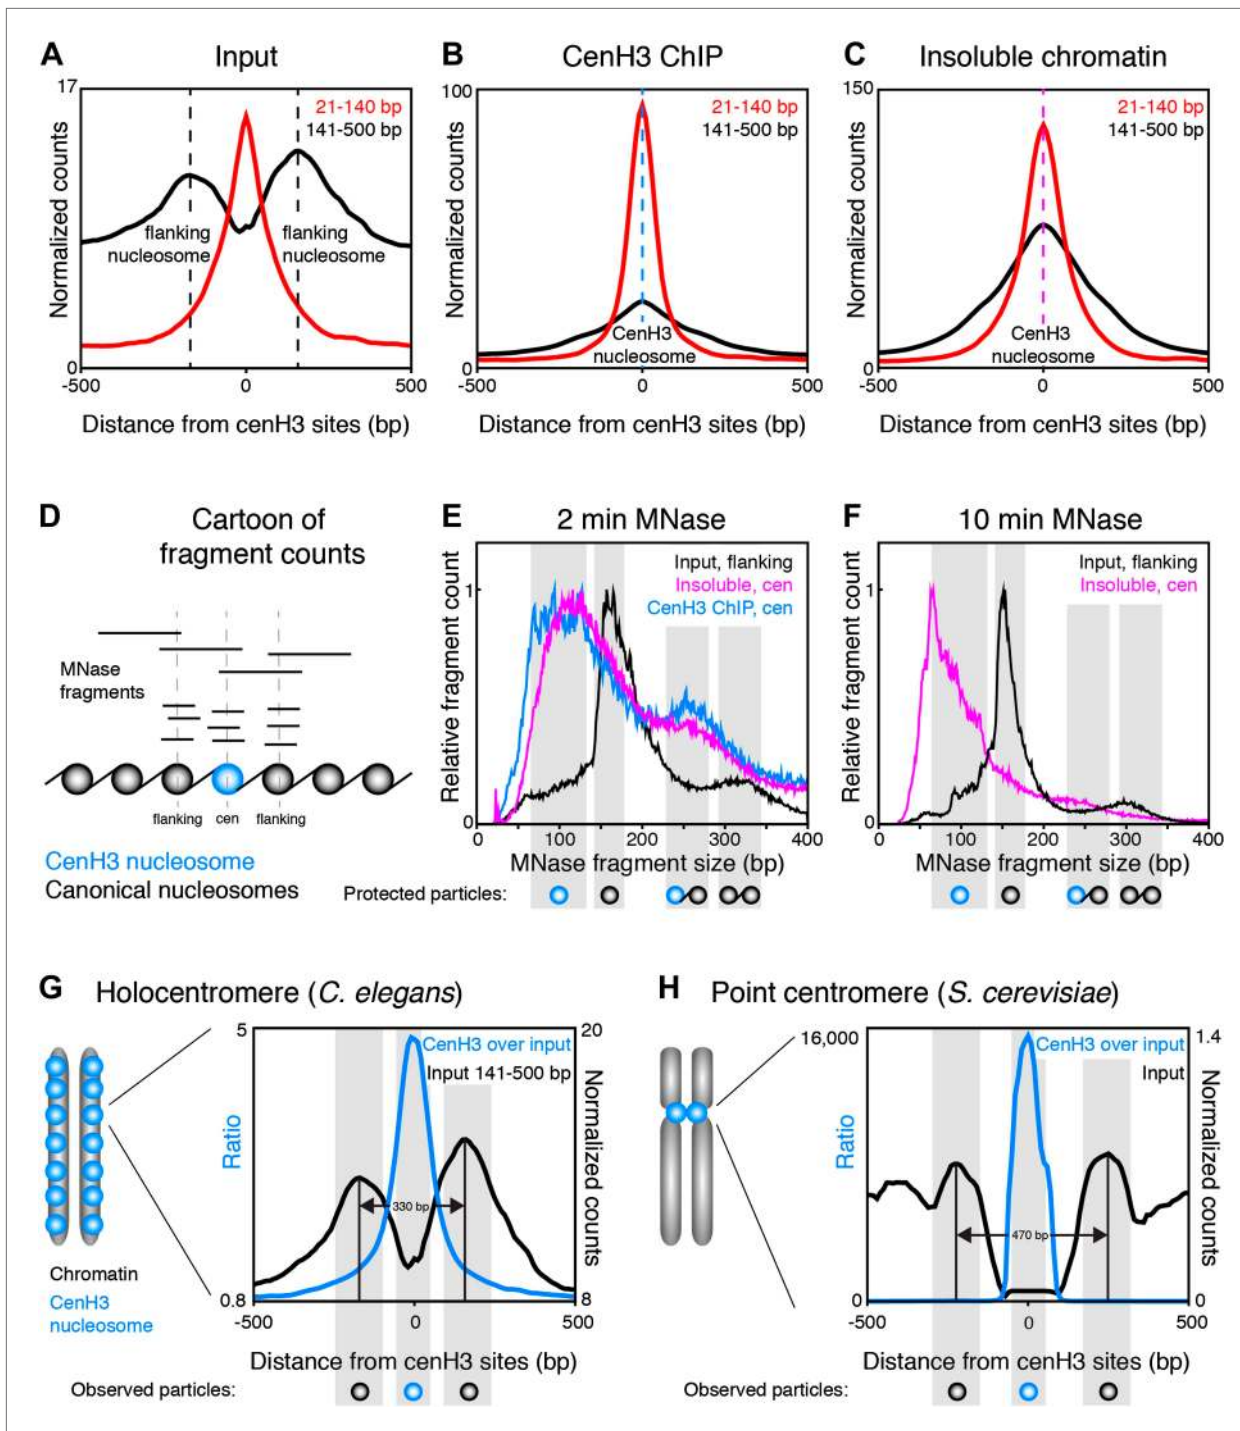 A
Input
17
21-140 bp
141-500 bp
Normalized counts
flanking
nucleosome
flanking
nucleosome
0
-500
0
500
Distance from cenH3 sites (bp)
B
CenH3 ChIP
100
21-140 bp
141-500 bp
Normalized counts
CenH3
nucleosome
0
-500
0
500
Distance from cenH3 sites (bp)
C
Insoluble chromatin
150
21-140 bp
141-500 bp
Normalized counts
CenH3
nucleosome
0
-500
0
500
Distance from cenH3 sites (bp)
D
Cartoon of
fragment counts
MNase
fragments
flanking
cen
flanking
CenH3 nucleosome
Canonical nucleosomes
E
2 min MNase
Input, flanking
Insoluble, cen
CenH3 ChIP, cen
Relative fragment count
1
0
0
100
200
300
400
MNase fragment size (bp)
Protected particles:
F
10 min MNase
Input, flanking
Insoluble, cen
Relative fragment count
1
0
0
100
200
300
400
MNase fragment size (bp)
G
Holocentromere (C. elegans)
5
20
CenH3 over input
Input 141-500 bp
Ratio
Normalized counts
330 bp
0.8
8
-500
0
500
Chromatin
CenH3
nucleosome
Distance from cenH3 sites (bp)
Observed particles:
H
Point centromere (S. cerevisiae)
16,000
1.4
CenH3 over input
Input
Ratio
Normalized counts
470 bp
0
0
-500
0
500
Distance from cenH3 sites (bp)
Observed particles: